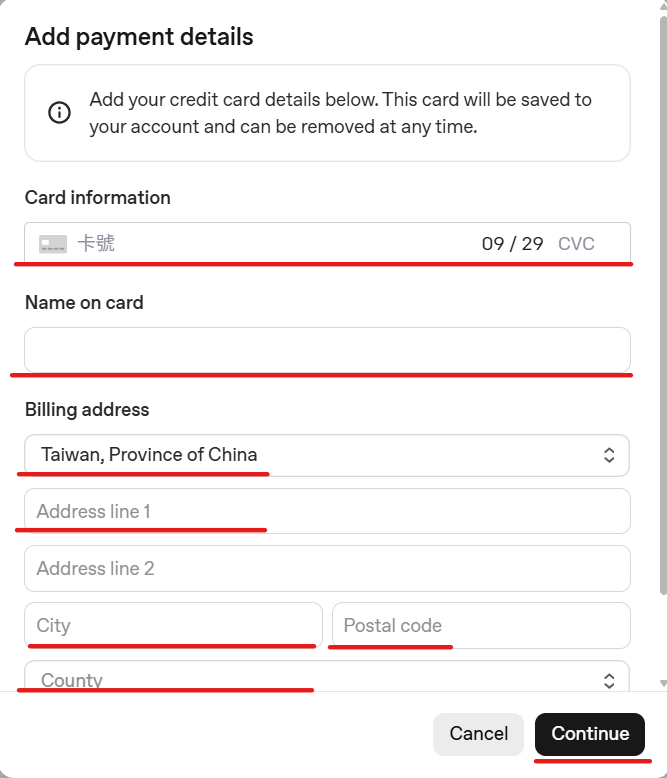 Add payment details
Add your credit card details below. This card will be saved to
your account and can be removed at any time.
Card information
卡號 09 / 29 CVC
Name on card
Billing address
Taiwan, Province of China
Address line 1
Address line 2
City Postal code
County
Cancel Continue